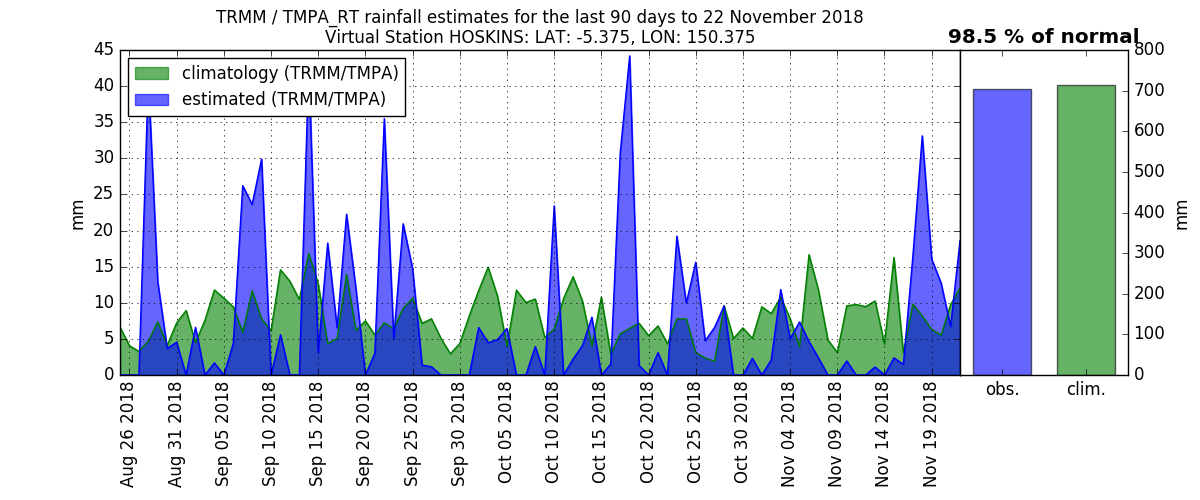 TRMM / TMPA_RT rainfall estimates for the last 90 days to 22 November 2018
Virtual Station HOSKINS: LAT: -5.375, LON: 150.375
98.5 % of normal
climatology (TRMM/TMPA)
estimated (TRMM/TMPA)
mm
45
40
35
30
25
20
15
10
5
0
Aug 26 2018
Aug 31 2018
Sep 05 2018
Sep 10 2018
Sep 15 2018
Sep 20 2018
Sep 25 2018
Sep 30 2018
Oct 05 2018
Oct 10 2018
Oct 15 2018
Oct 20 2018
Oct 25 2018
Oct 30 2018
Nov 04 2018
Nov 09 2018
Nov 14 2018
Nov 19 2018
obs.
clim.
800
700
600
500
400
300
200
100
0
mm